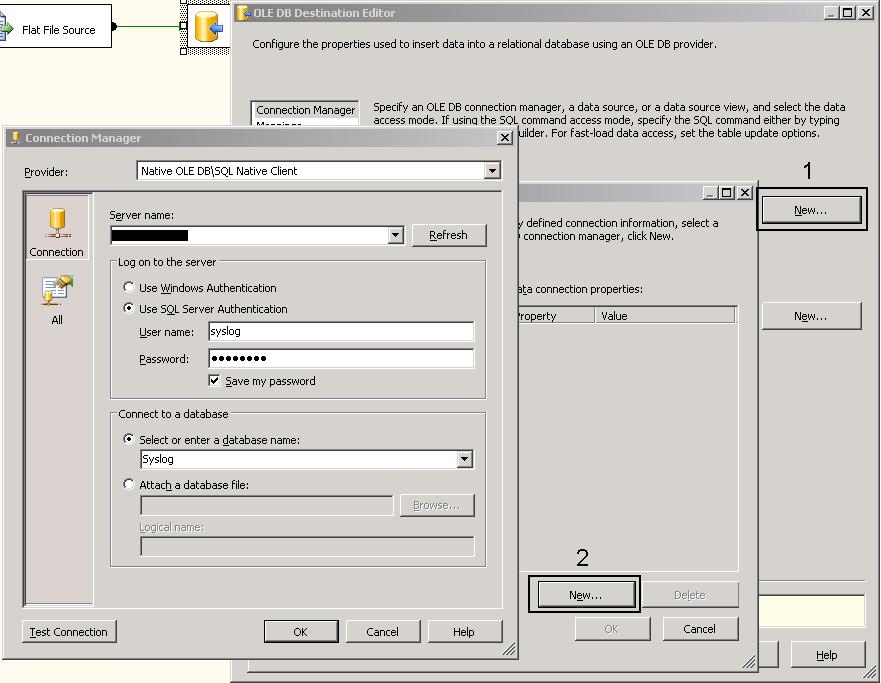 Flat File Source
OLE DB Destination Editor
Configure the properties used to insert data into a relational database using an OLE DB provider.
Connection Manager
Specify an OLE DB connection manager, a data source, or a data source view, and select the data
access mode. If using the SQL command access mode, specify the SQL command either by typing
uilder. For fast-load data access, set the table update options.
1
New...
New...
Help
y defined connection information, select a
connection manager, click New.
ata connection properties:
Property
Value
2
New...
Delete
OK
Cancel
Connection Manager
Provider:
Native OLE DB\SQL Native Client
Connection
All
Server name:
Refresh
Log on to the server
Use Windows Authentication
Use SQL Server Authentication
User name:
syslog
Password:
●●●●●●●●
Save my password
Connect to a database
Select or enter a database name:
Syslog
Attach a database file:
Browse...
Logical name:
Test Connection
OK
Cancel
Help